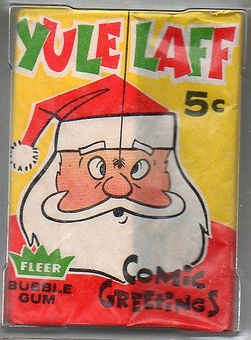 YULE LAFF
5¢
FLEER
BUBBLE
GUM
COMIC
GREETINGS